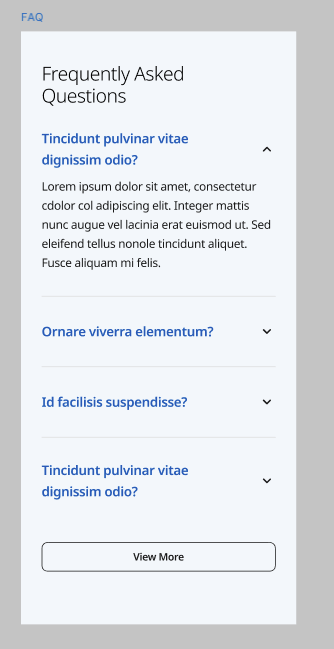 FAQ
Frequently Asked
Questions
Tincidunt pulvinar vitae
dignissim odio?
Lorem ipsum dolor sit amet, consectetur
cdolor col adipiscing elit. Integer mattis
nunc augue vel lacinia erat euismod ut. Sed
eleifend tellus nonole tincidunt aliquet.
Fusce aliquam mi felis.
Ornare viverra elementum?
Id facilisis suspendisse?
Tincidunt pulvinar vitae
dignissim odio?
View More